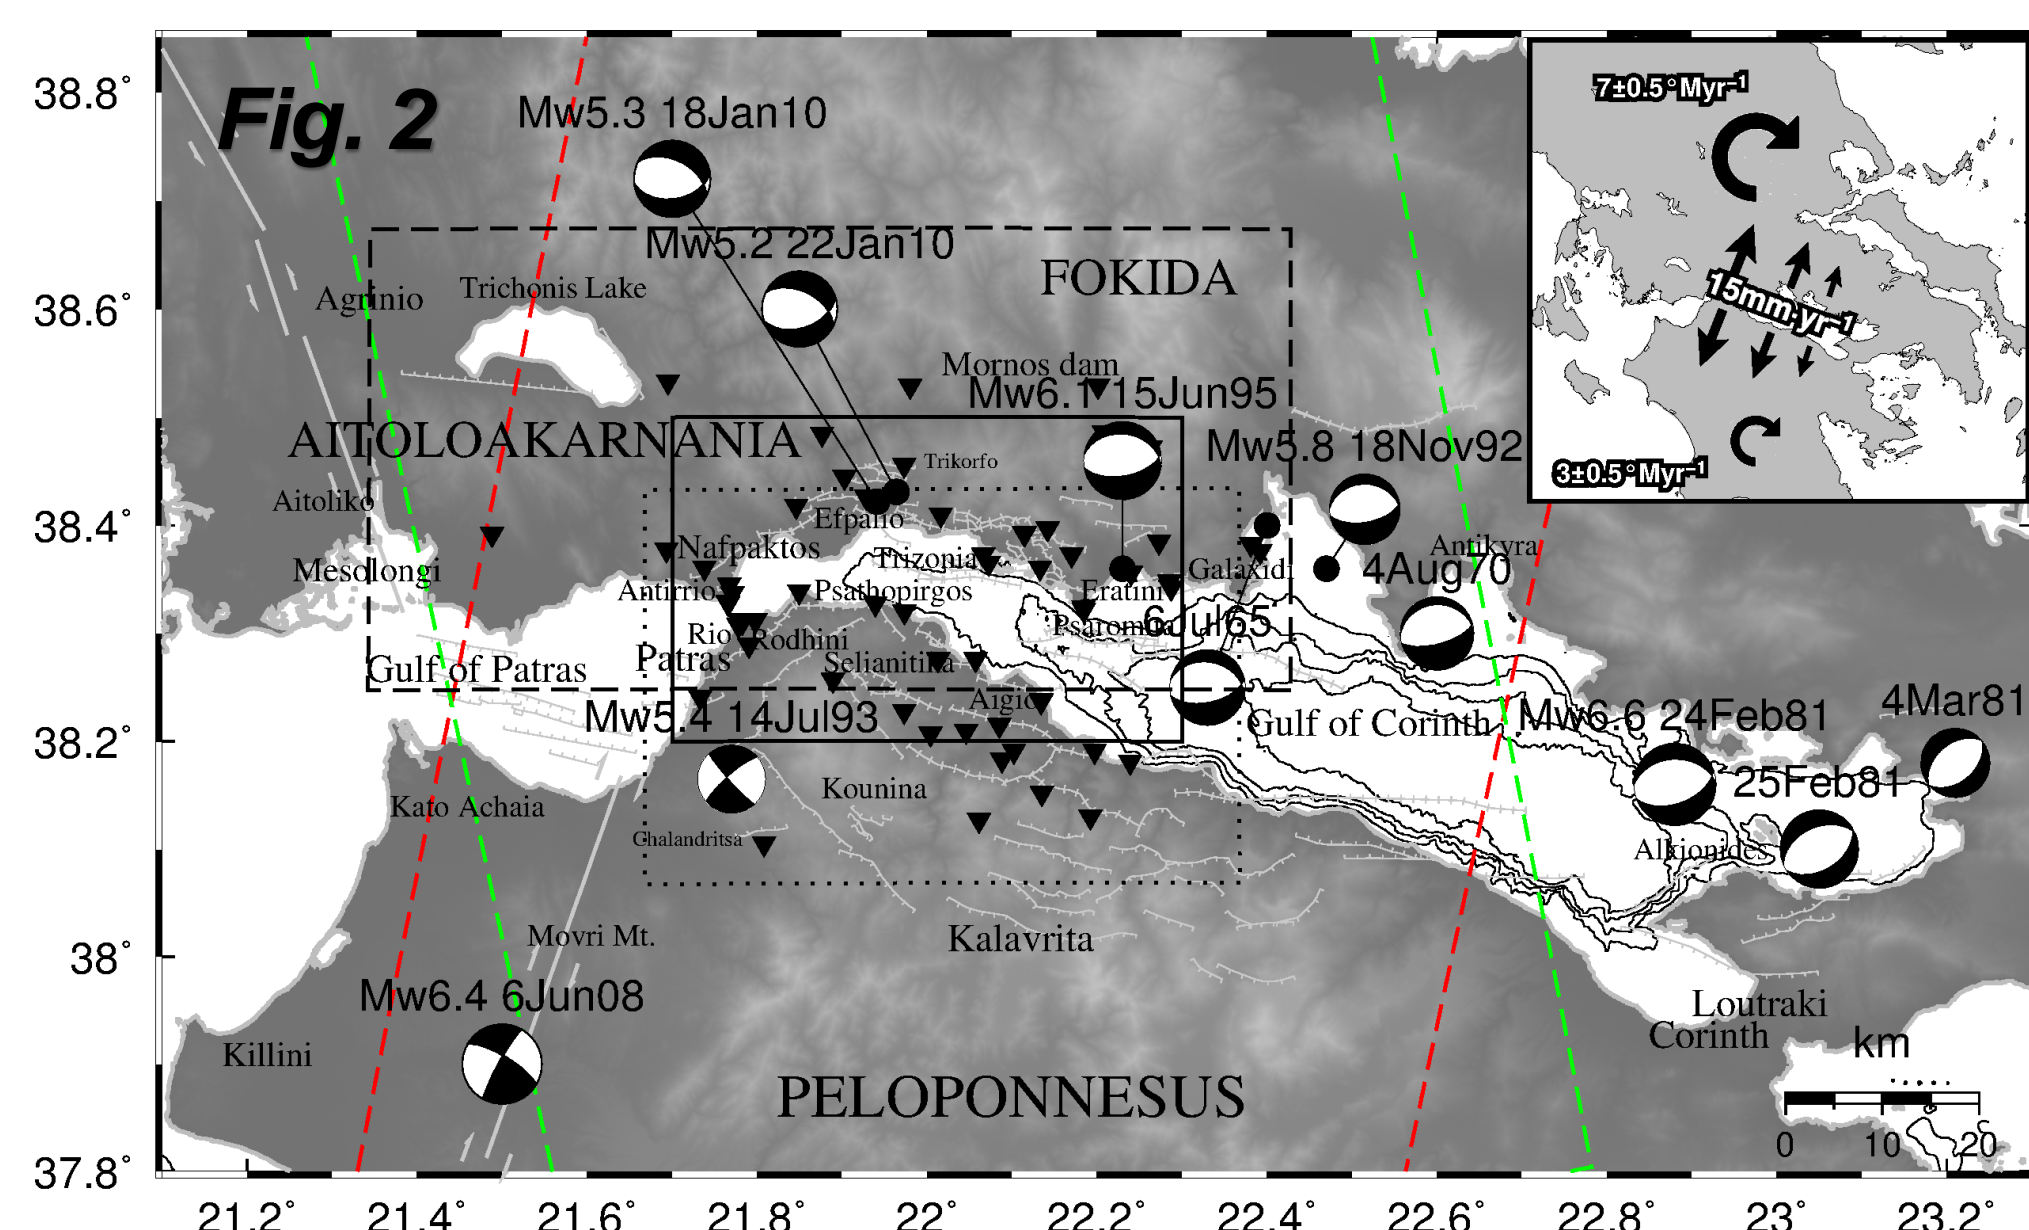 Fig. 2
38.8°
38.6°
38.4°
38.2°
38°
37.8°
21.2°
21.4°
21.6°
21.8°
22°
22.2°
22.4°
22.6°
22.8°
23°
23.2°
Mw5.3 18Jan10
Mw5.2 22Jan10
FOKIDA
Agrinio
Trichonis Lake
Mornos dam
Mw6.1 15Jun95
AITOLOAKARNANIA
Mw5.8 18Nov92
Trikorfo
Aitoliko
Efpalio
Nafpaktos
Trizonia
Antikyra
Mesolongi
Galaxidi
4Aug70
Antirrio
Psathopirgos
Eratini
6Jul65
Psaromita
Rio
Rodhini
Patras
Selianitika
Gulf of Patras
Aigio
Mw5.4 14Jul93
Gulf of Corinth
Mw6.6 24Feb81
4Mar81
25Feb81
Kounina
Kato Achaia
Ghalandritsa
Alkionides
Movri Mt.
Kalavrita
Mw6.4 6Jun08
Loutraki
Corinth
Killini
PELOPONNESUS
km
0 10 20
7±0.5°Myr⁻¹
15mm.yr⁻¹
3±0.5°Myr⁻¹